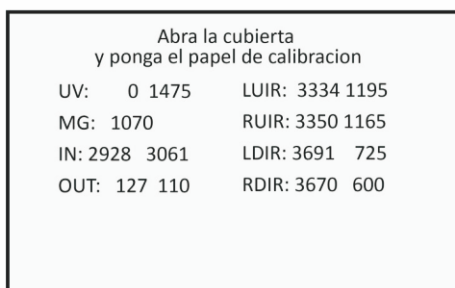 Abra la cubierta
y ponga el papel de calibracion
UV: 0 1475 LUIR: 3334 1195
MG: 1070 RUIR: 3350 1165
IN: 2928 3061 LDIR: 3691 725
OUT: 127 110 RDIR: 3670 600